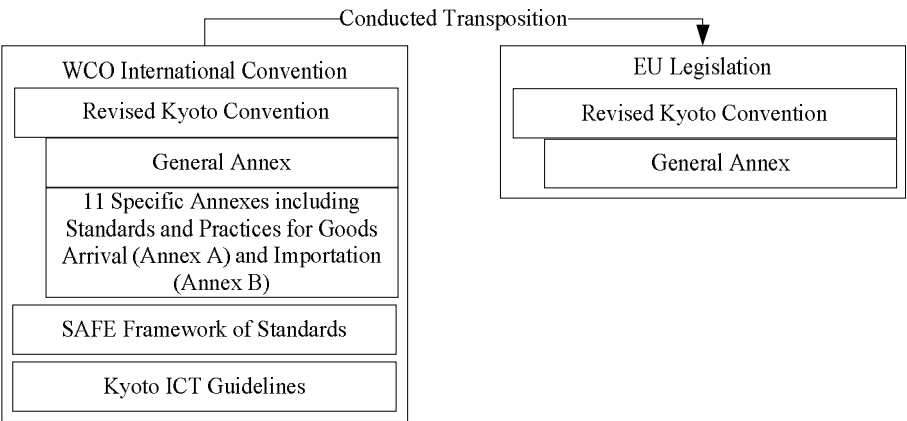 Conducted Transposition
WCO International Convention
Revised Kyoto Convention
General Annex
11 Specific Annexes including
Standards and Practices for Goods
Arrival (Annex A) and Importation
(Annex B)
SAFE Framework of Standards
Kyoto ICT Guidelines
EU Legislation
Revised Kyoto Convention
General Annex